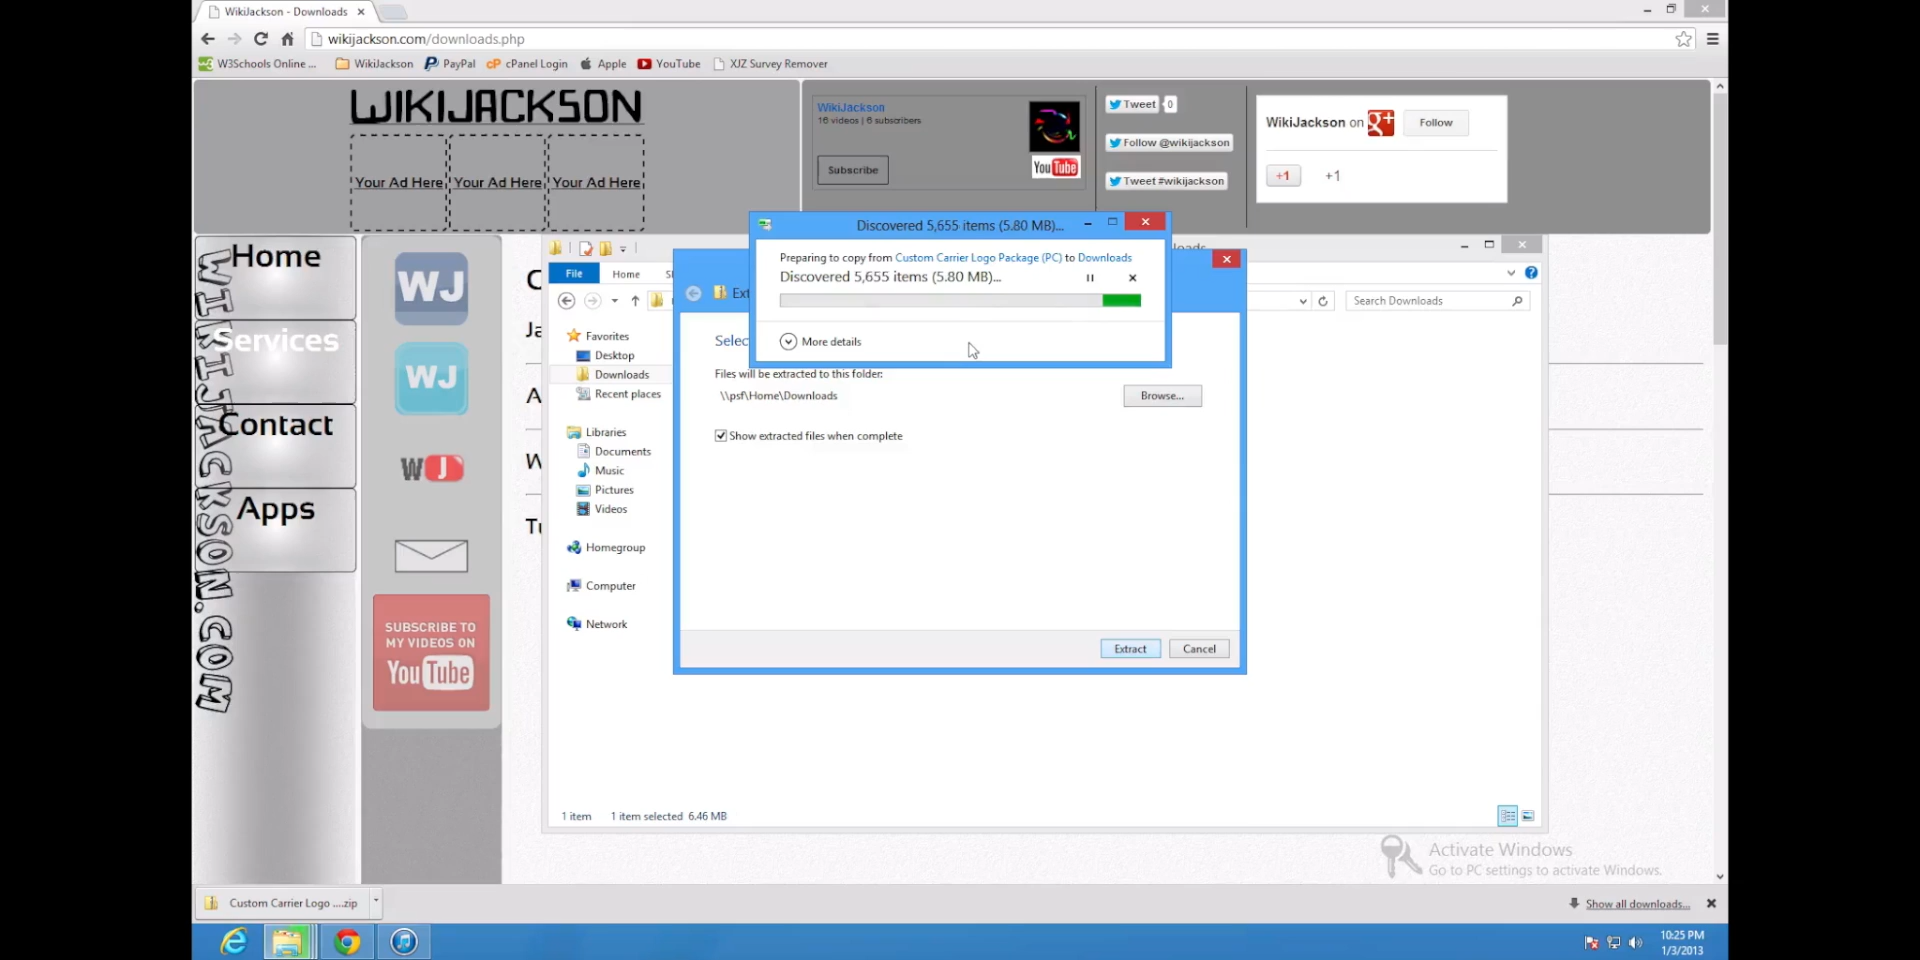 WikiJackson - Downloads
wikijackson.com/downloads.php
W3Schools Online ...
WikiJackson
PayPal
cPanel Login
Apple
YouTube
XJZ Survey Remover
WIKIJACKSON
Your Ad Here
Your Ad Here
Your Ad Here
WikiJackson
16 videos | 6 subscribers
Subscribe
You Tube
Tweet
0
Follow @wikijackson
Tweet #wikijackson
WikiJackson on g+
Follow
+1
+1
Home
Services
Contact
Apps
WIKIJACKSON.COM
WJ
WJ
WJ
SUBSCRIBE TO
MY VIDEOS ON
YouTube
Discovered 5,655 items (5.80 MB)...
Preparing to copy from Custom Carrier Logo Package (PC) to Downloads
Discovered 5,655 items (5.80 MB)...
More details
File
Home
Search Downloads
Favorites
Desktop
Downloads
Recent places
Libraries
Documents
Music
Pictures
Videos
Homegroup
Computer
Network
Ext
Selec
Files will be extracted to this folder:
\\psf\Home\Downloads
Browse...
Show extracted files when complete
Extract
Cancel
1 item
1 item selected 6.46 MB
Activate Windows
Go to PC settings to activate Windows.
Custom Carrier Logo ....zip
Show all downloads...
10:25 PM
1/3/2013